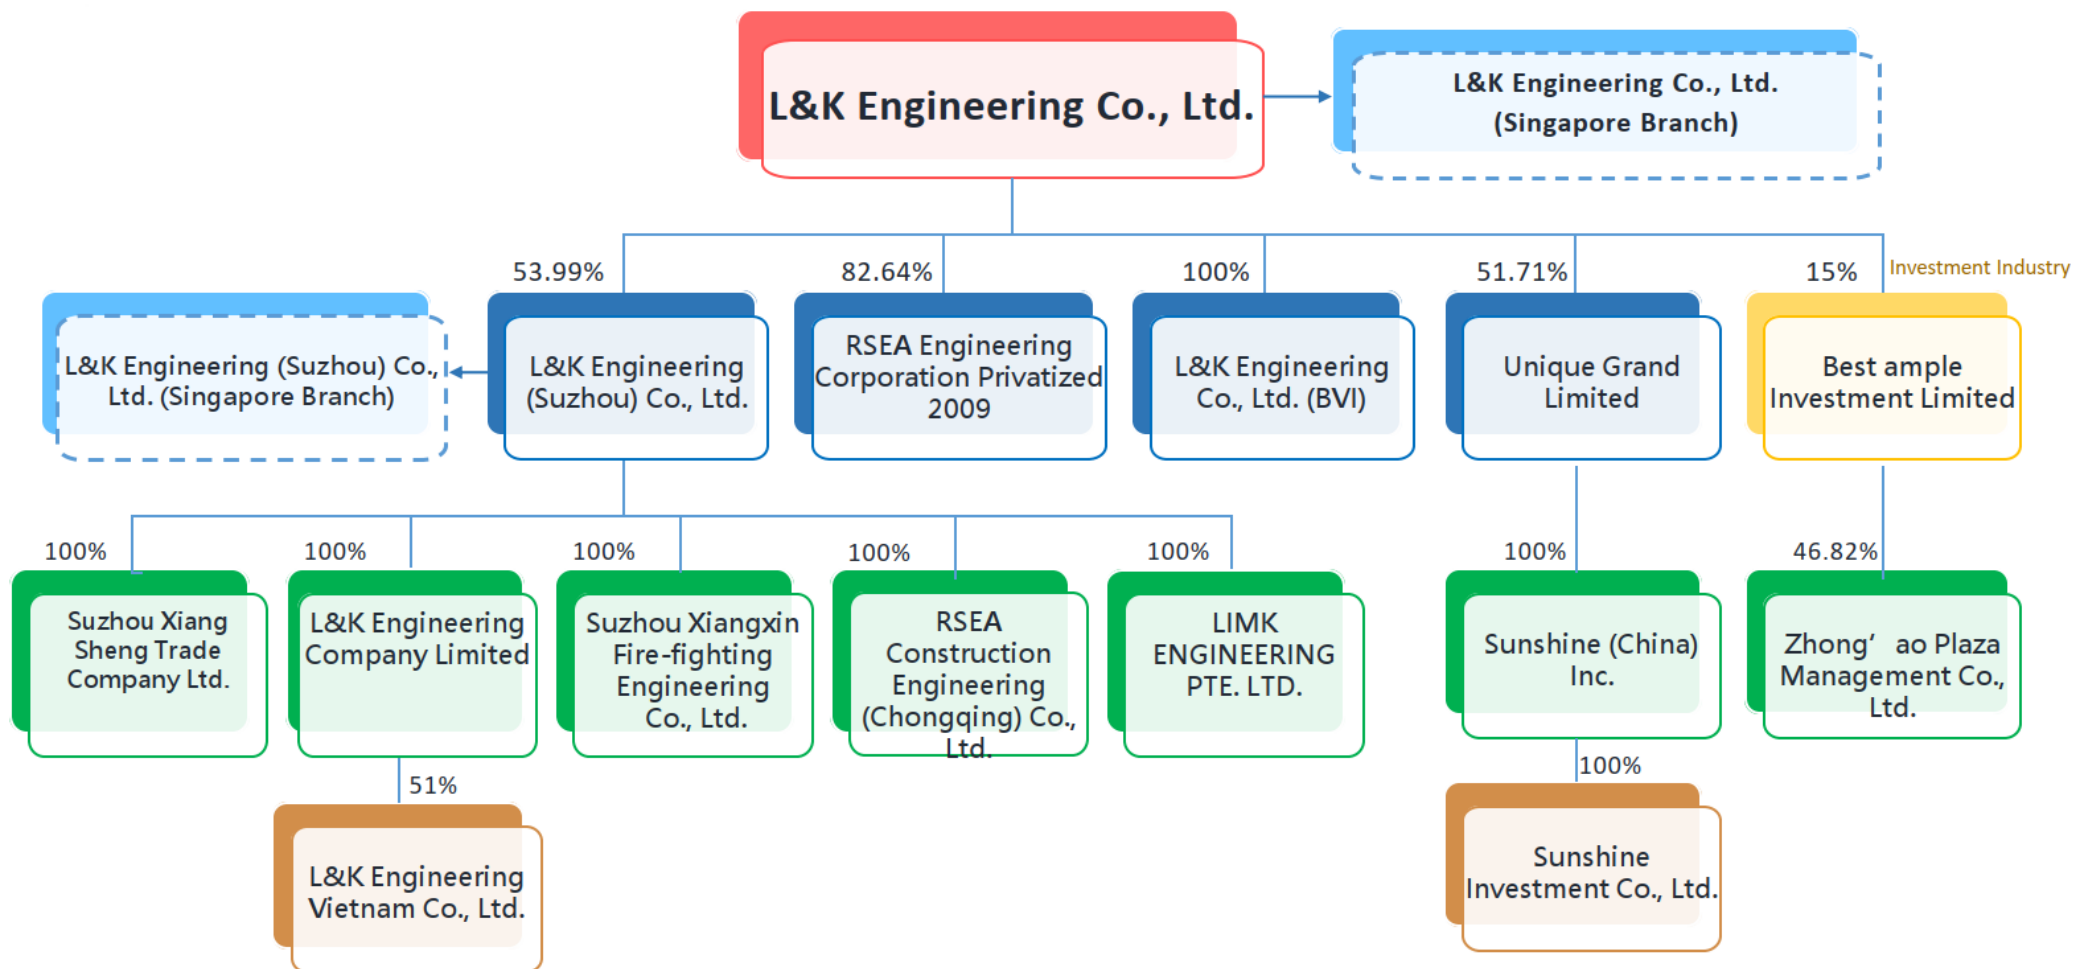 L&K Engineering Co., Ltd.
L&K Engineering Co., Ltd.
(Singapore Branch)
53.99%
82.64%
100%
51.71%
15%
Investment Industry
L&K Engineering (Suzhou) Co.,
Ltd. (Singapore Branch)
L&K Engineering
(Suzhou) Co., Ltd.
RSEA Engineering
Corporation Privatized
2009
L&K Engineering
Co., Ltd. (BVI)
Unique Grand
Limited
Best ample
Investment Limited
100%
100%
100%
100%
100%
100%
46.82%
Suzhou Xiang
Sheng Trade
Company Ltd.
L&K Engineering
Company Limited
Suzhou Xiangxin
Fire-fighting
Engineering
Co., Ltd.
RSEA
Construction
Engineering
(Chongqing) Co.,
Ltd.
LIMK
ENGINEERING
PTE. LTD.
Sunshine (China)
Inc.
Zhong’ao Plaza
Management Co.,
Ltd.
51%
100%
L&K Engineering
Vietnam Co., Ltd.
Sunshine
Investment Co., Ltd.